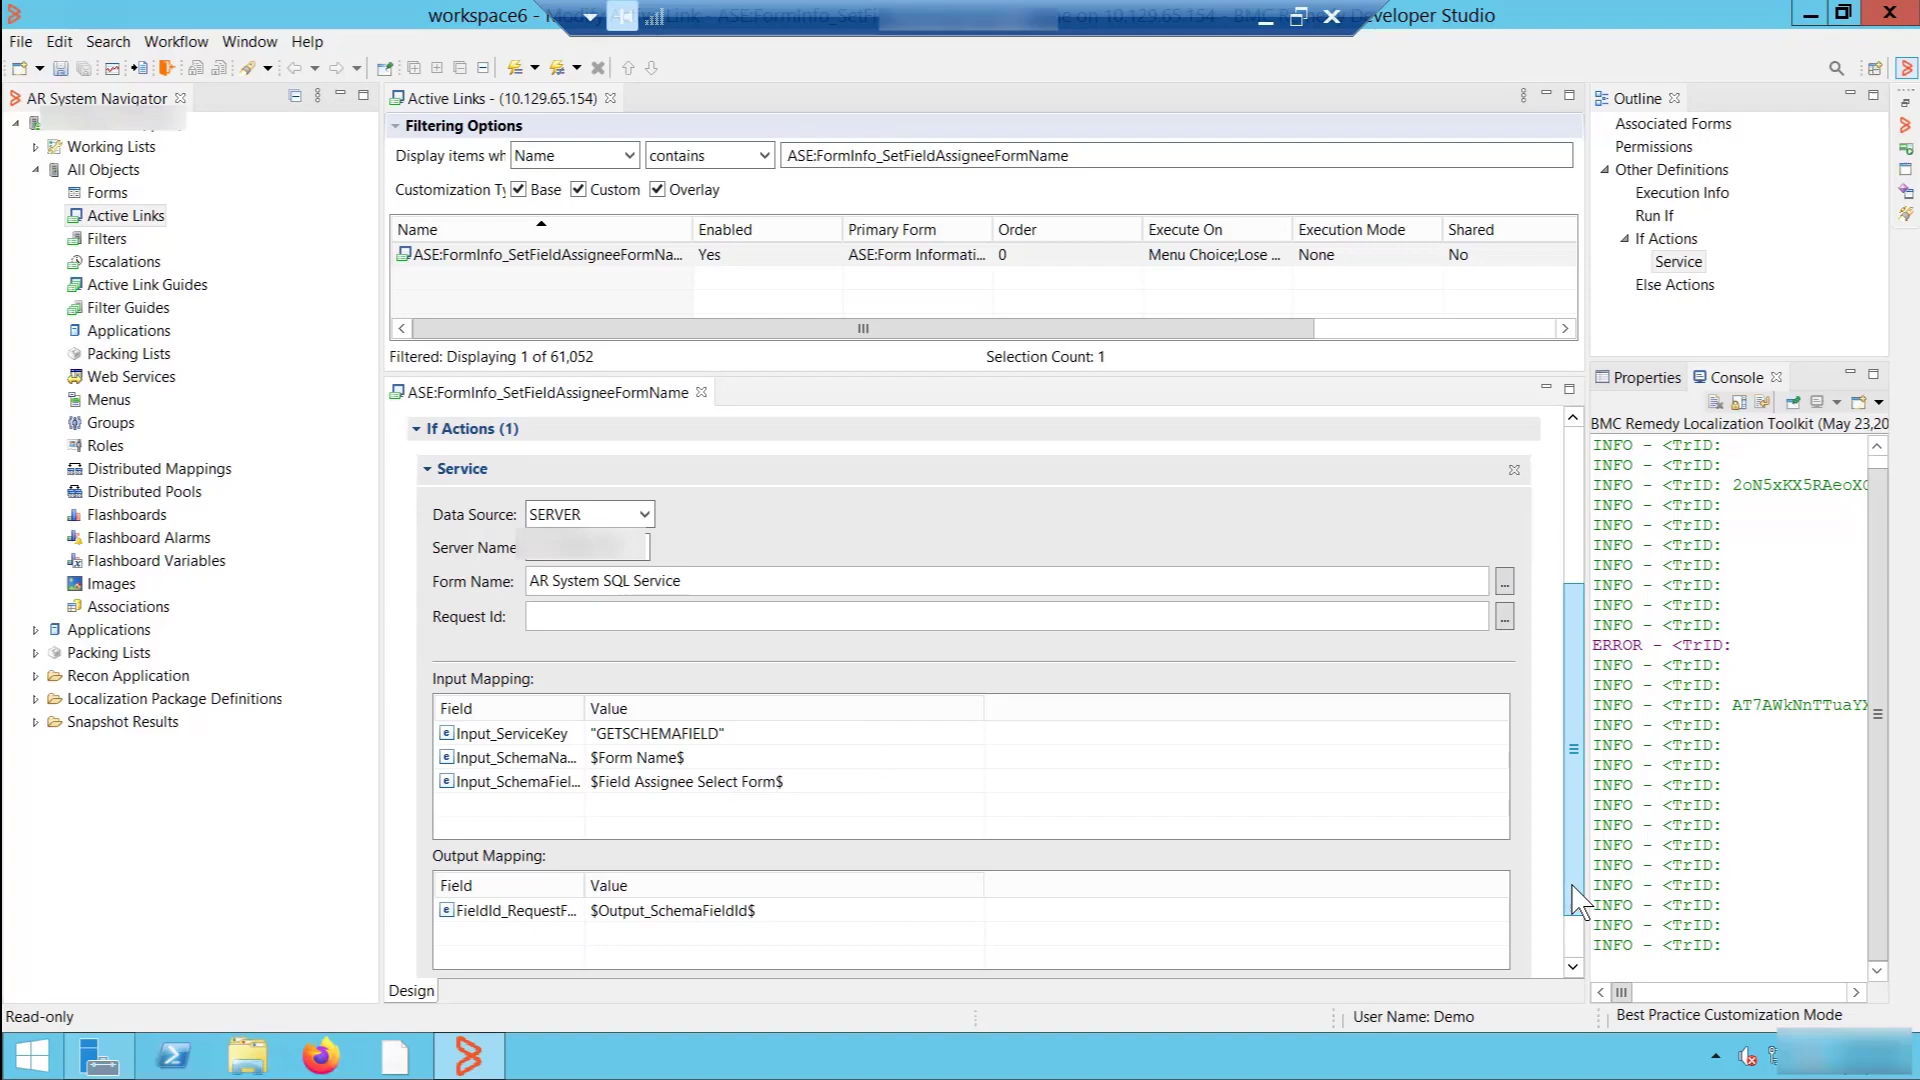 workspace6 -
Developer Studio
File Edit Search Workflow Window Help
AR System Navigator
Working Lists
All Objects
Forms
Active Links
Filters
Escalations
Active Link Guides
Filter Guides
Applications
Packing Lists
Web Services
Menus
Groups
Roles
Distributed Mappings
Distributed Pools
Flashboards
Flashboard Alarms
Flashboard Variables
Images
Associations
Applications
Packing Lists
Recon Application
Localization Package Definitions
Snapshot Results
Active Links - (10.129.65.154)
Filtering Options
Display items wh Name contains ASE:FormInfo_SetFieldAssigneeFormName
Customization Ty Base Custom Overlay
Name Enabled Primary Form Order Execute On Execution Mode Shared
ASE:FormInfo_SetFieldAssigneeFormNa... Yes ASE:Form Informati... 0 Menu Choice;Lose ... None No
Filtered: Displaying 1 of 61,052 Selection Count: 1
ASE:FormInfo_SetFieldAssigneeFormName
If Actions (1)
Service
Data Source: SERVER
Server Name
Form Name: AR System SQL Service ...
Request Id: ...
Input Mapping:
Field Value
Input_ServiceKey "GETSCHEMAFIELD"
Input_SchemaNa... $Form Name$
Input_SchemaFiel... $Field Assignee Select Form$
Output Mapping:
Field Value
FieldId_RequestF... $Output_SchemaFieldId$
Design
Outline
Associated Forms
Permissions
Other Definitions
Execution Info
Run If
If Actions
Service
Else Actions
Properties Console
BMC Remedy Localization Toolkit (May 23,20
INFO - <TrID:
INFO - <TrID:
INFO - <TrID: 2oN5xKX5RAeoX
INFO - <TrID:
INFO - <TrID:
INFO - <TrID:
INFO - <TrID:
INFO - <TrID:
INFO - <TrID:
INFO - <TrID:
ERROR - <TrID:
INFO - <TrID:
INFO - <TrID:
INFO - <TrID: AT7AWkNnTTuaYX
INFO - <TrID:
INFO - <TrID:
INFO - <TrID:
INFO - <TrID:
INFO - <TrID:
INFO - <TrID:
INFO - <TrID:
INFO - <TrID:
INFO - <TrID:
INFO - <TrID:
INFO - <TrID:
INFO - <TrID:
Read-only User Name: Demo Best Practice Customization Mode